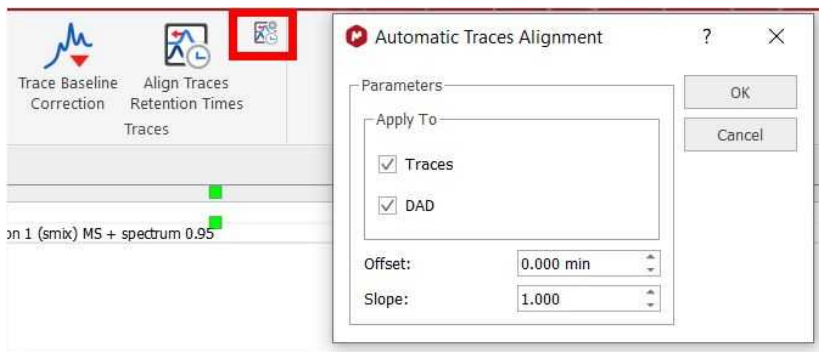 Trace Baseline
Correction
Align Traces
Retention Times
Traces
on 1 (smix) MS + spectrum 0.95
Automatic Traces Alignment
?
Parameters
Apply To
Traces
DAD
Offset:
0.000 min
Slope:
1.000
OK
Cancel